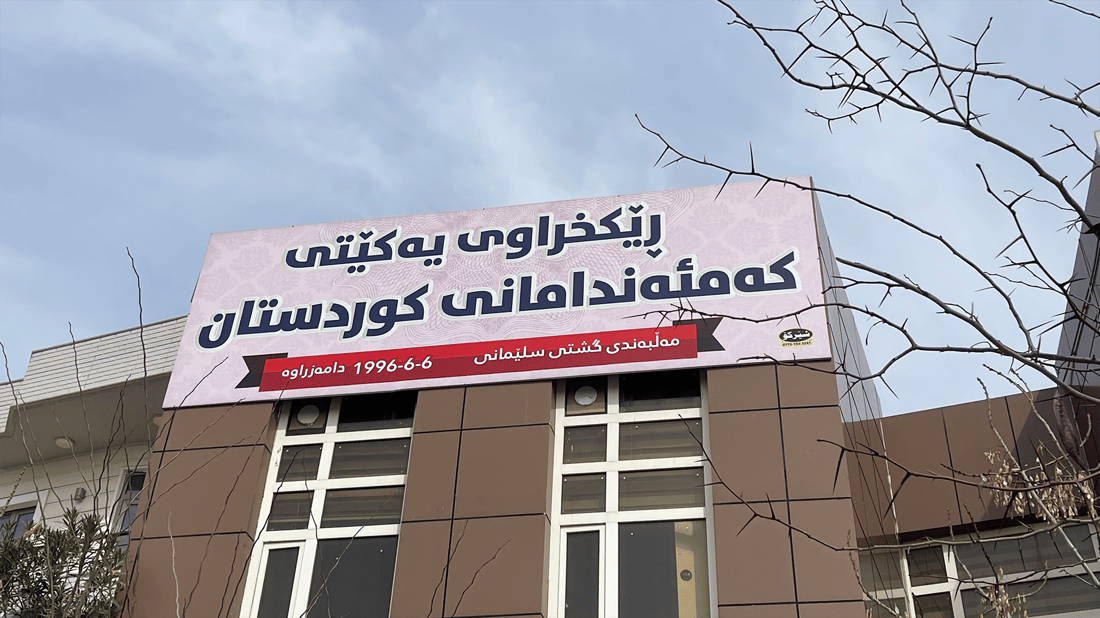 ڕێکخراوی یەکێتی
کەمئەندامانی کوردستان
مەڵبەندی گشتی سلێمانی
دامەزراوە 6-6-1996